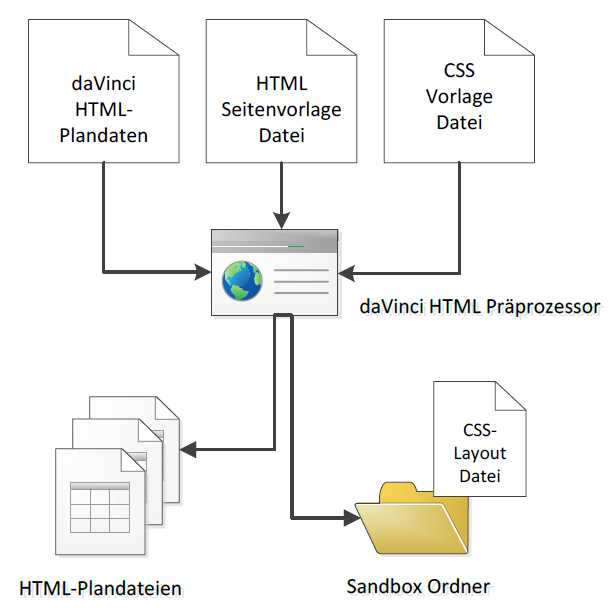 daVinci
HTML-
Plandaten
HTML
Seitenvorlage
Datei
CSS
Vorlage
Datei
daVinci HTML Präprozessor
CSS-
Layout
Datei
HTML-Plandateien
Sandbox Ordner